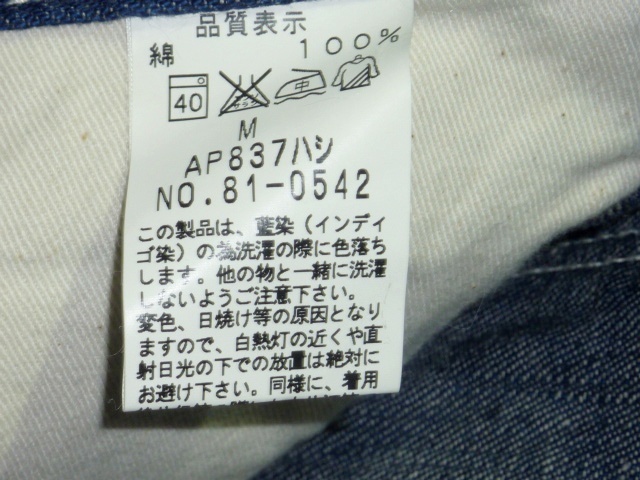 品質表示
綿 100%
40
M
AP837ハシ
NO.81-0542
この製品は、藍染（インディ
ゴ染）の為洗濯の際に色落ち
します。他の物と一緒に洗濯
しないようご注意下さい。
変色、日焼け等の原因となり
ますので、白熱灯の近くや直
射日光の下での放置は絶対に
お避け下さい。同様に、着用